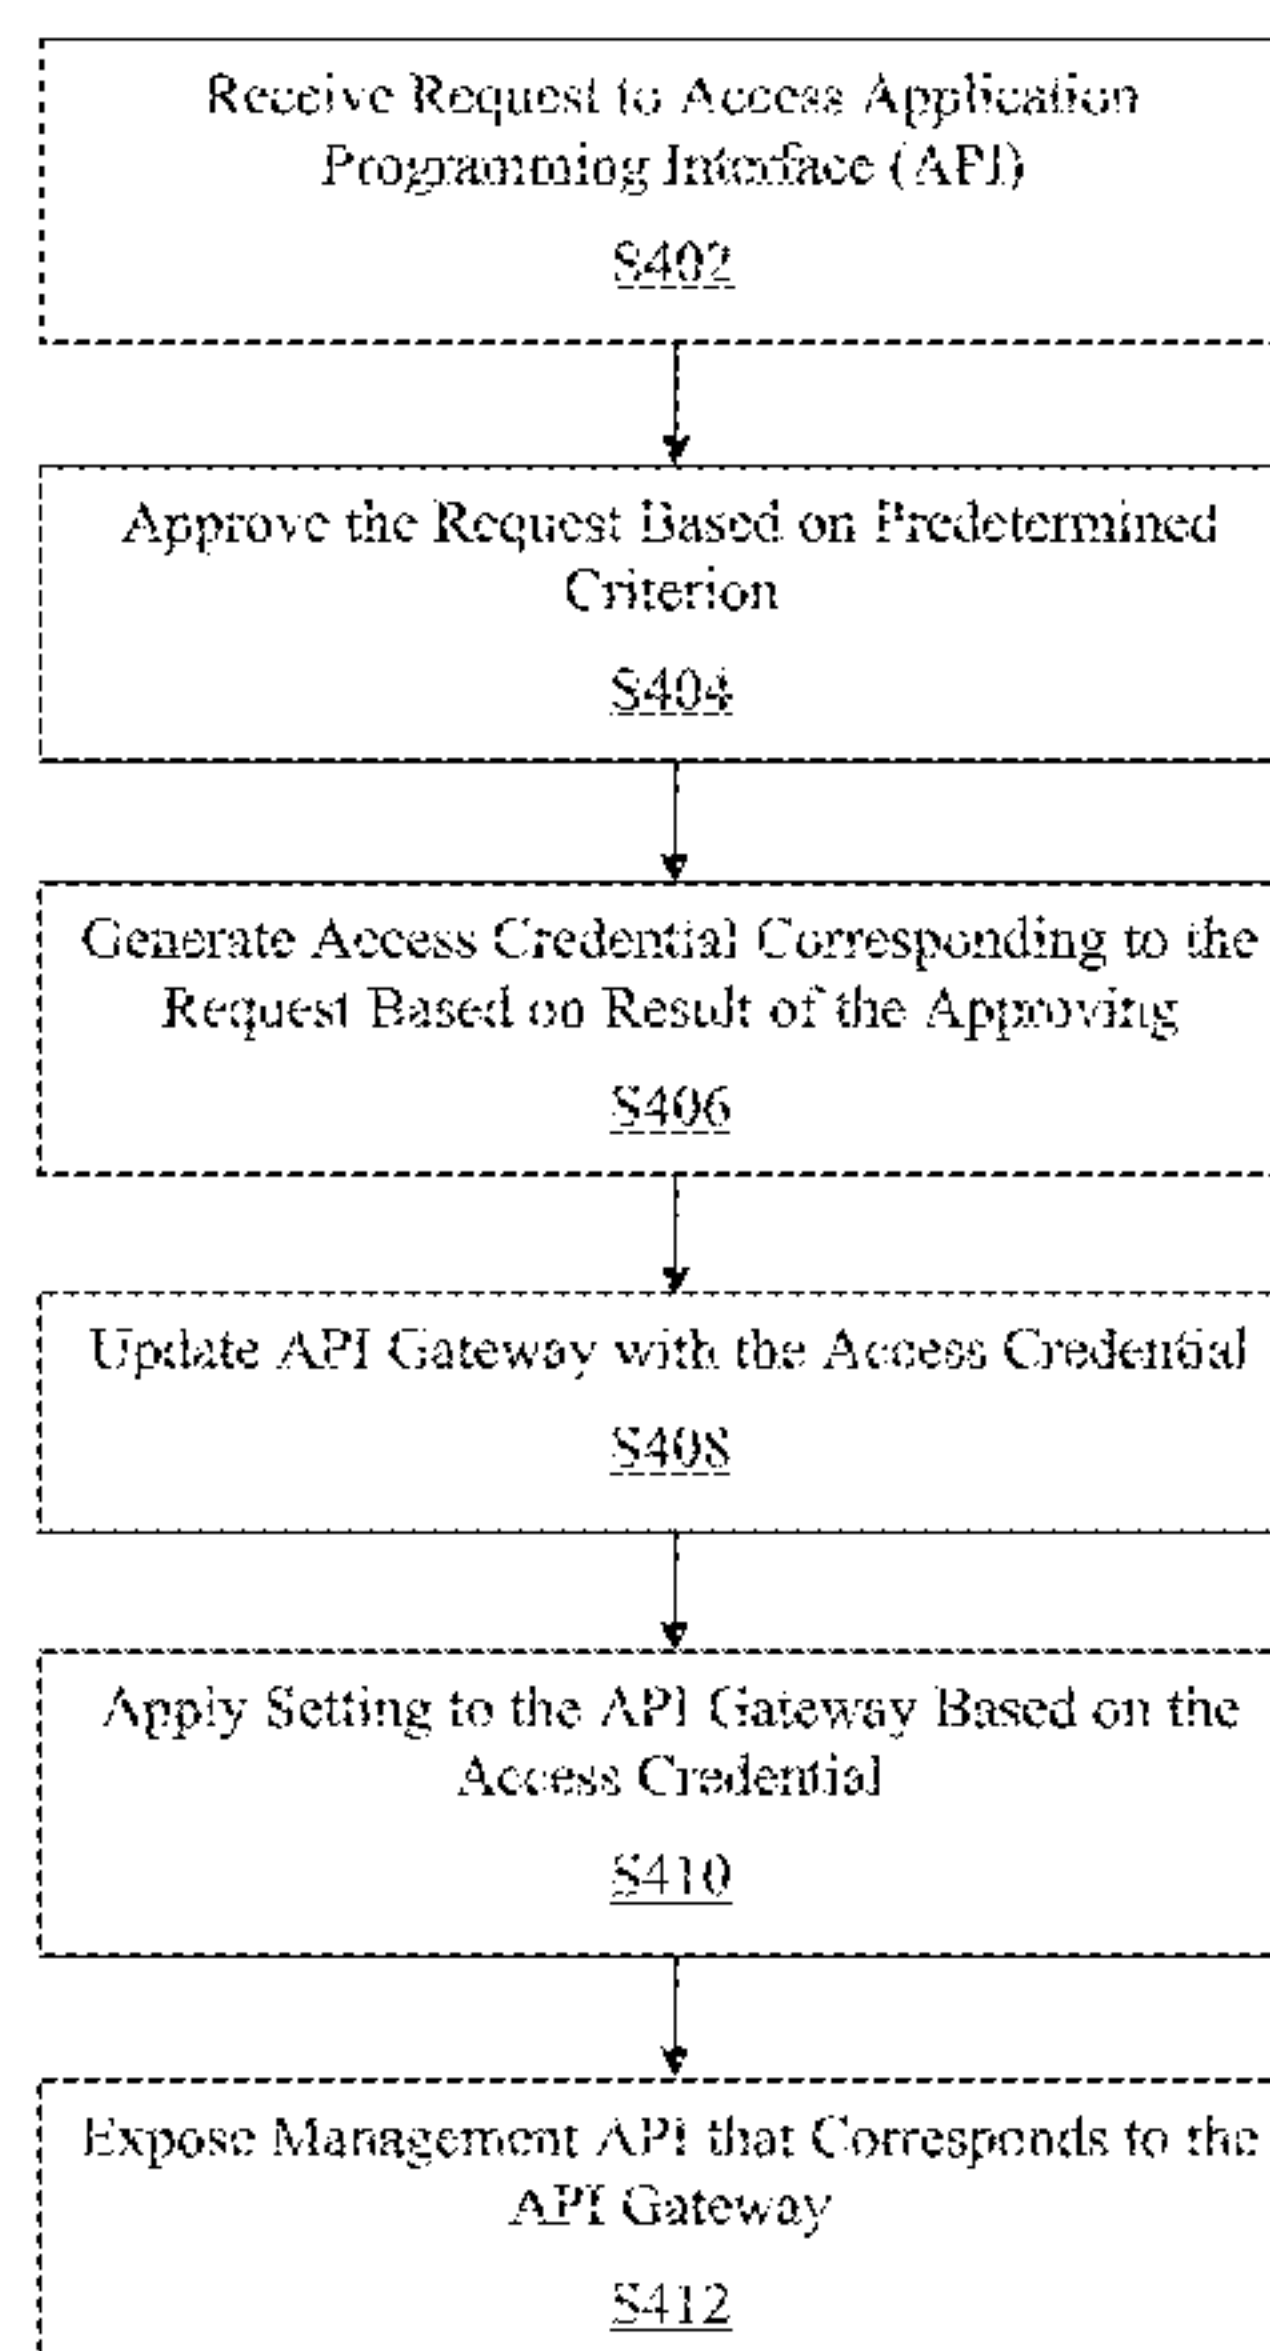 Receive Request to Access Application
Programming Interface (API)
S402
Approve the Request Based on Predetermined
Criterion
S404
Generate Access Credential Corresponding to the
Request Based on Result of the Approving
S406
Update API Gateway with the Access Credential
S408
Apply Setting to the API Gateway Based on the
Access Credential
S410
Expose Management API that Corresponds to the
API Gateway
S412